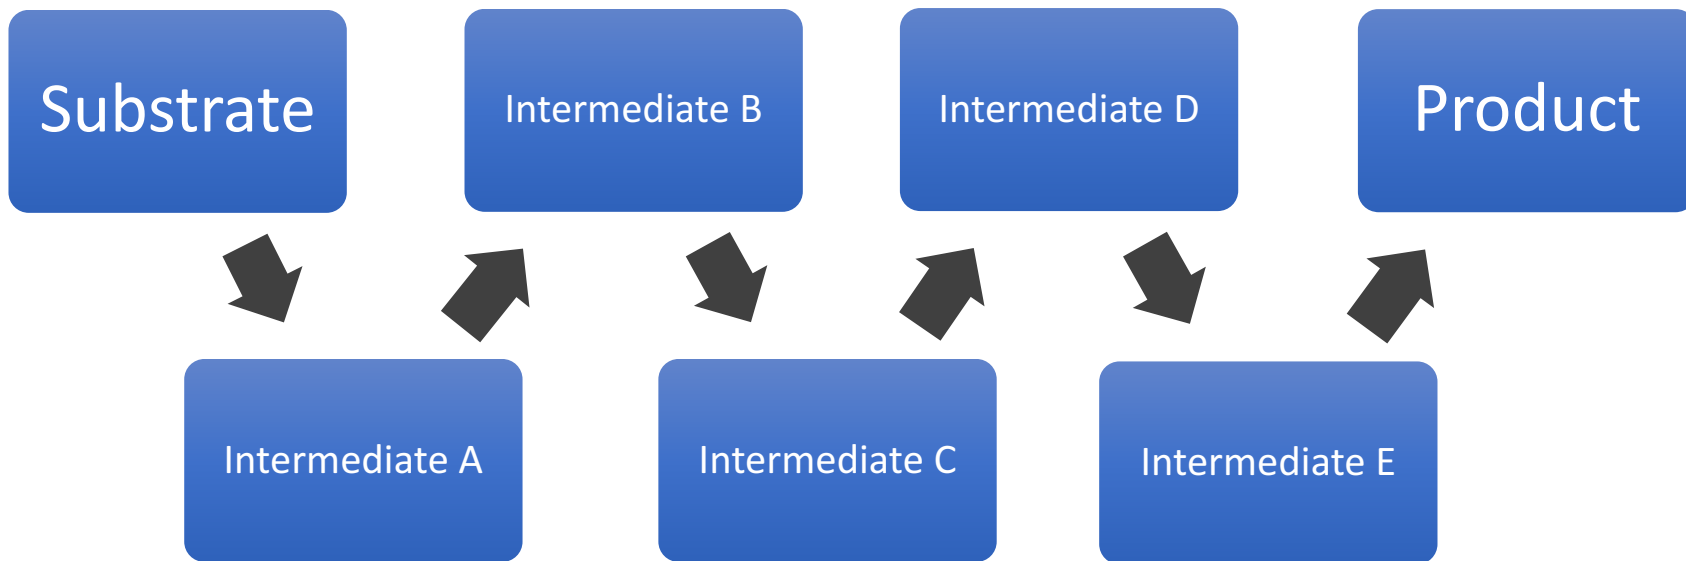 Substrate
Intermediate A
Intermediate B
Intermediate C
Intermediate D
Intermediate E
Product